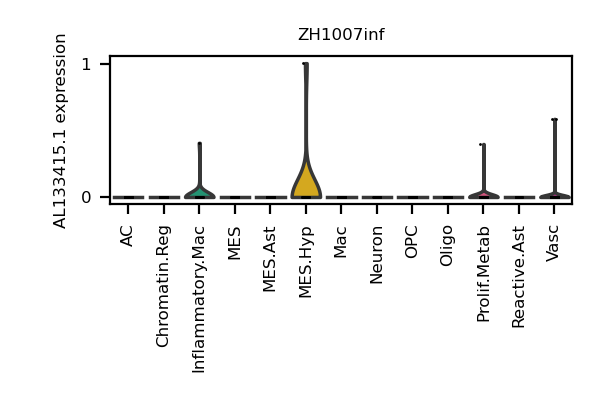 ZH1007inf
AL133415.1 expression
1
0
AC
Chromatin.Reg
Inflammatory.Mac
MES
MES.Ast
MES.Hyp
Mac
Neuron
OPC
Oligo
Prolif.Metab
Reactive.Ast
Vasc